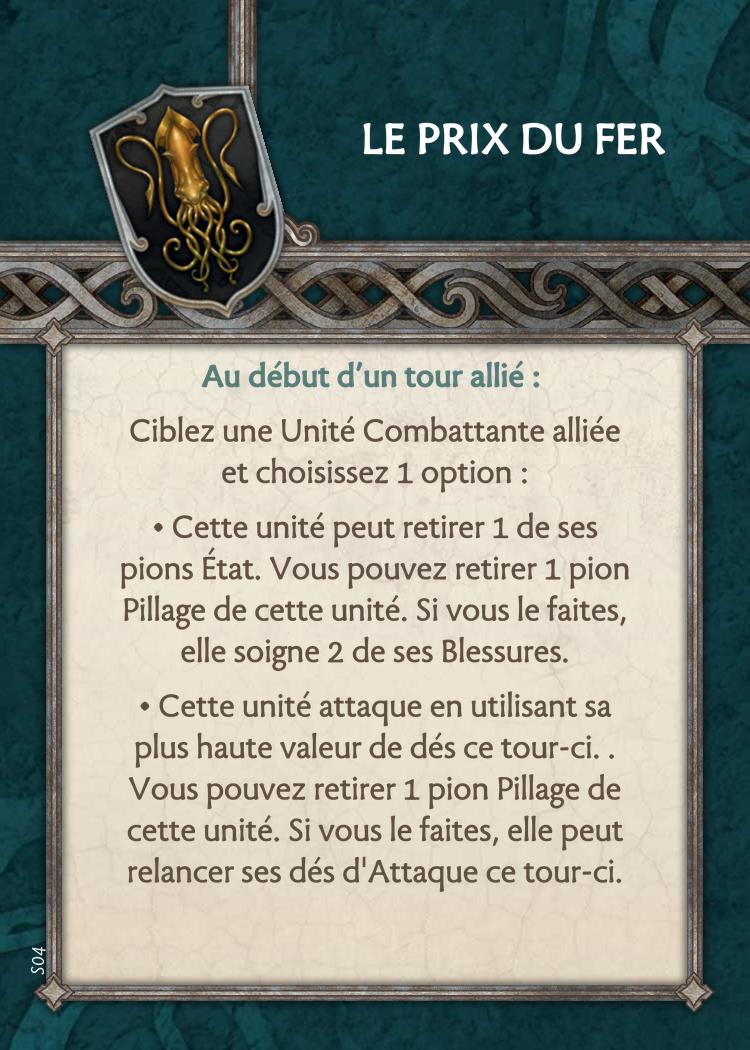 LE PRIX DU FER
Au début d'un tour allié :
Ciblez une Unité Combattante alliée
et choisissez 1 option :
• Cette unité peut retirer 1 de ses
pions État. Vous pouvez retirer 1 pion
Pillage de cette unité. Si vous le faites,
elle soigne 2 de ses Blessures.
• Cette unité attaque en utilisant sa
plus haute valeur de dés ce tour-ci. .
Vous pouvez retirer 1 pion Pillage de
cette unité. Si vous le faites, elle peut
relancer ses dés d'Attaque ce tour-ci.
S04